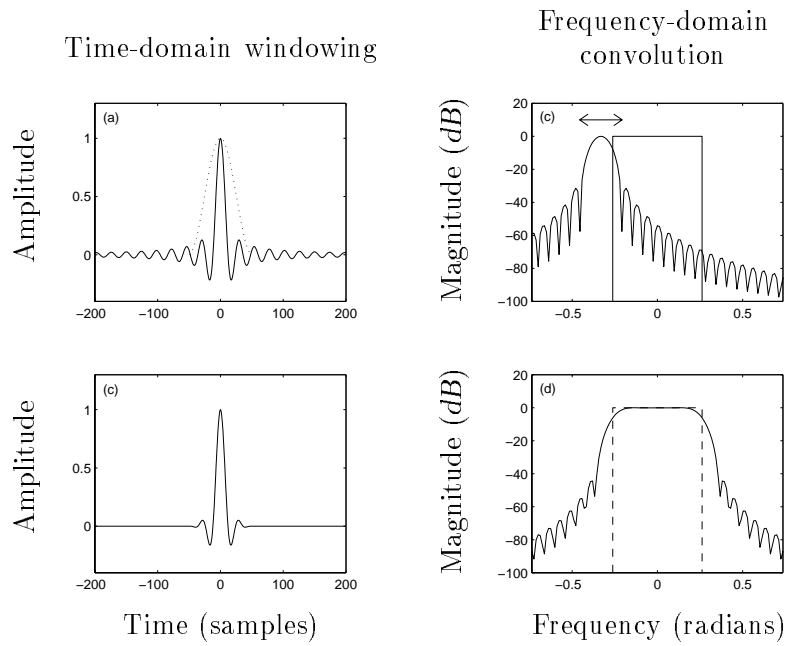 Time-domain windowing
Frequency-domain
convolution
(a)
Amplitude
1
0.5
0
−200
−100
0
100
200
(c)
Magnitude (dB)
20
0
−20
−40
−60
−80
−100
−0.5
0
0.5
(c)
Amplitude
1
0.5
0
−200
−100
0
100
200
Time (samples)
(d)
Magnitude (dB)
20
0
−20
−40
−60
−80
−100
−0.5
0
0.5
Frequency (radians)